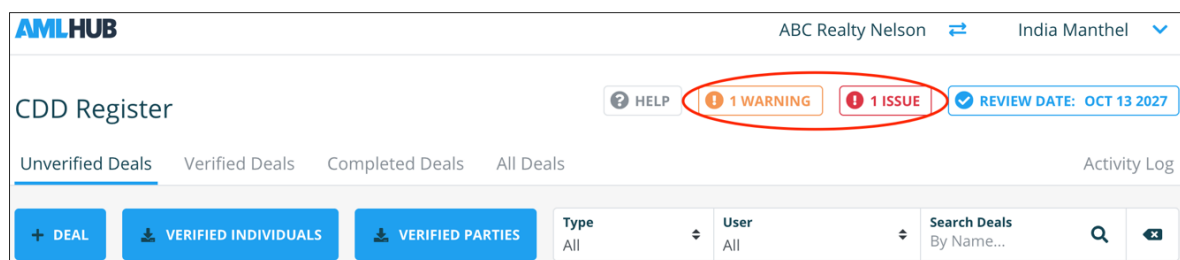 AMLHUB
ABC Realty Nelson India Manthel
CDD Register
HELP 1 WARNING 1 ISSUE REVIEW DATE: OCT 13 2027
Unverified Deals Verified Deals Completed Deals All Deals Activity Log
+ DEAL VERIFIED INDIVIDUALS VERIFIED PARTIES
Type
All
User
All
Search Deals
By Name...